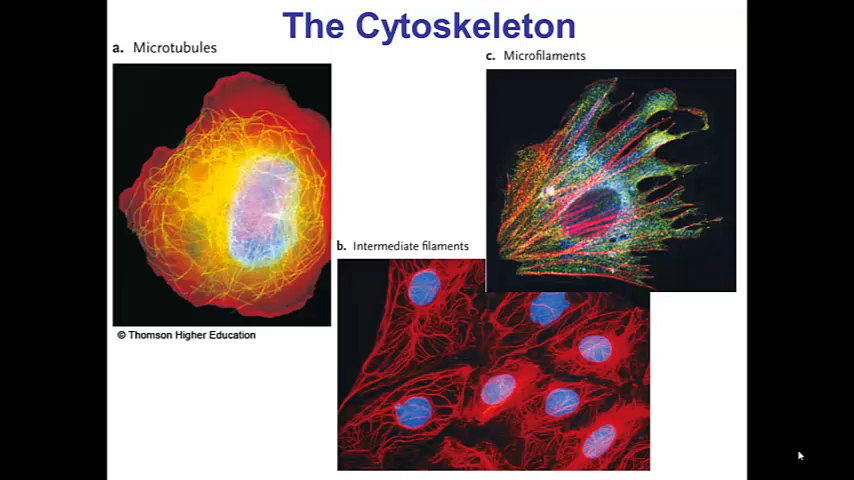 The Cytoskeleton
a. Microtubules
c. Microfilaments
b. Intermediate filaments
© Thomson Higher Education